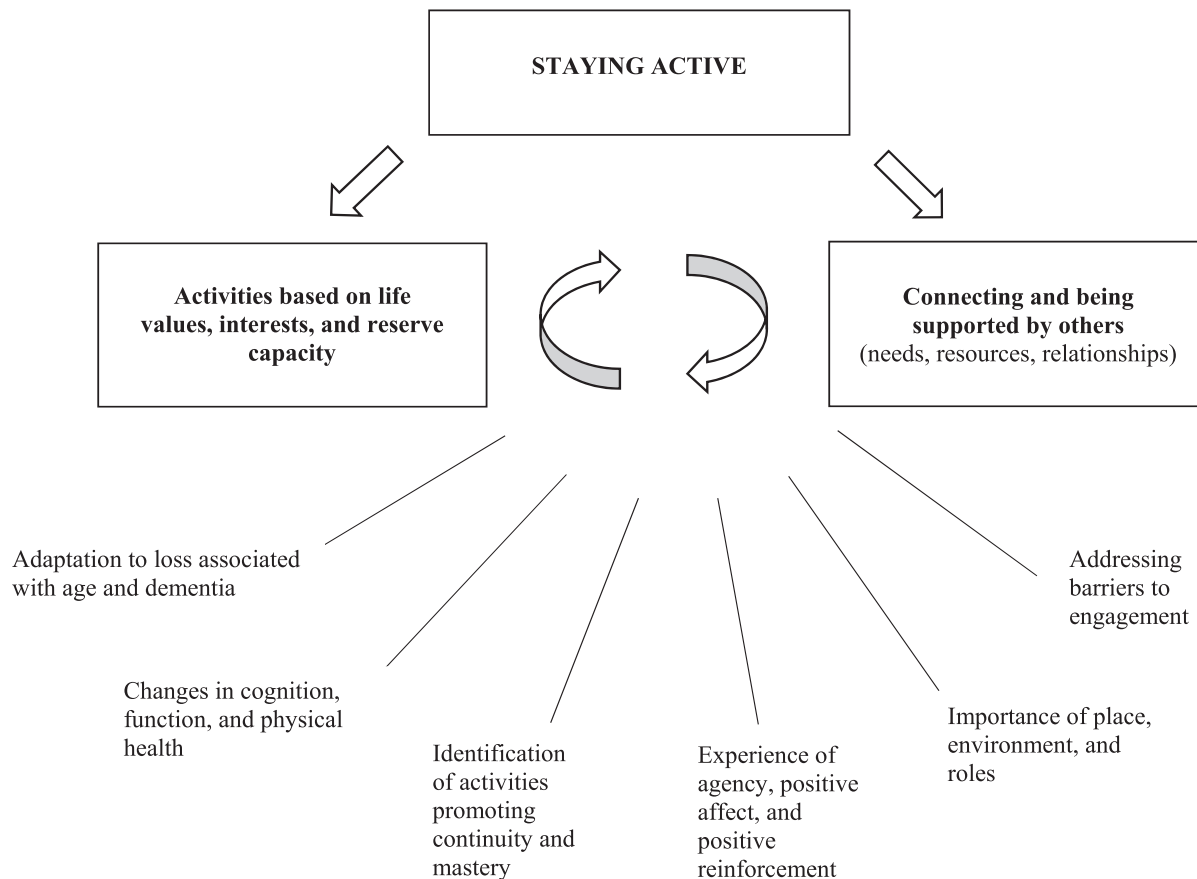 STAYING ACTIVE
Activities based on life
values, interests, and reserve
capacity
Connecting and being
supported by others
(needs, resources, relationships)
Adaptation to loss associated
with age and dementia
Changes in cognition,
function, and physical
health
Identification
of activities
promoting
continuity and
mastery
Experience of
agency, positive
affect, and
positive
reinforcement
Importance of place,
environment, and
roles
Addressing
barriers to
engagement